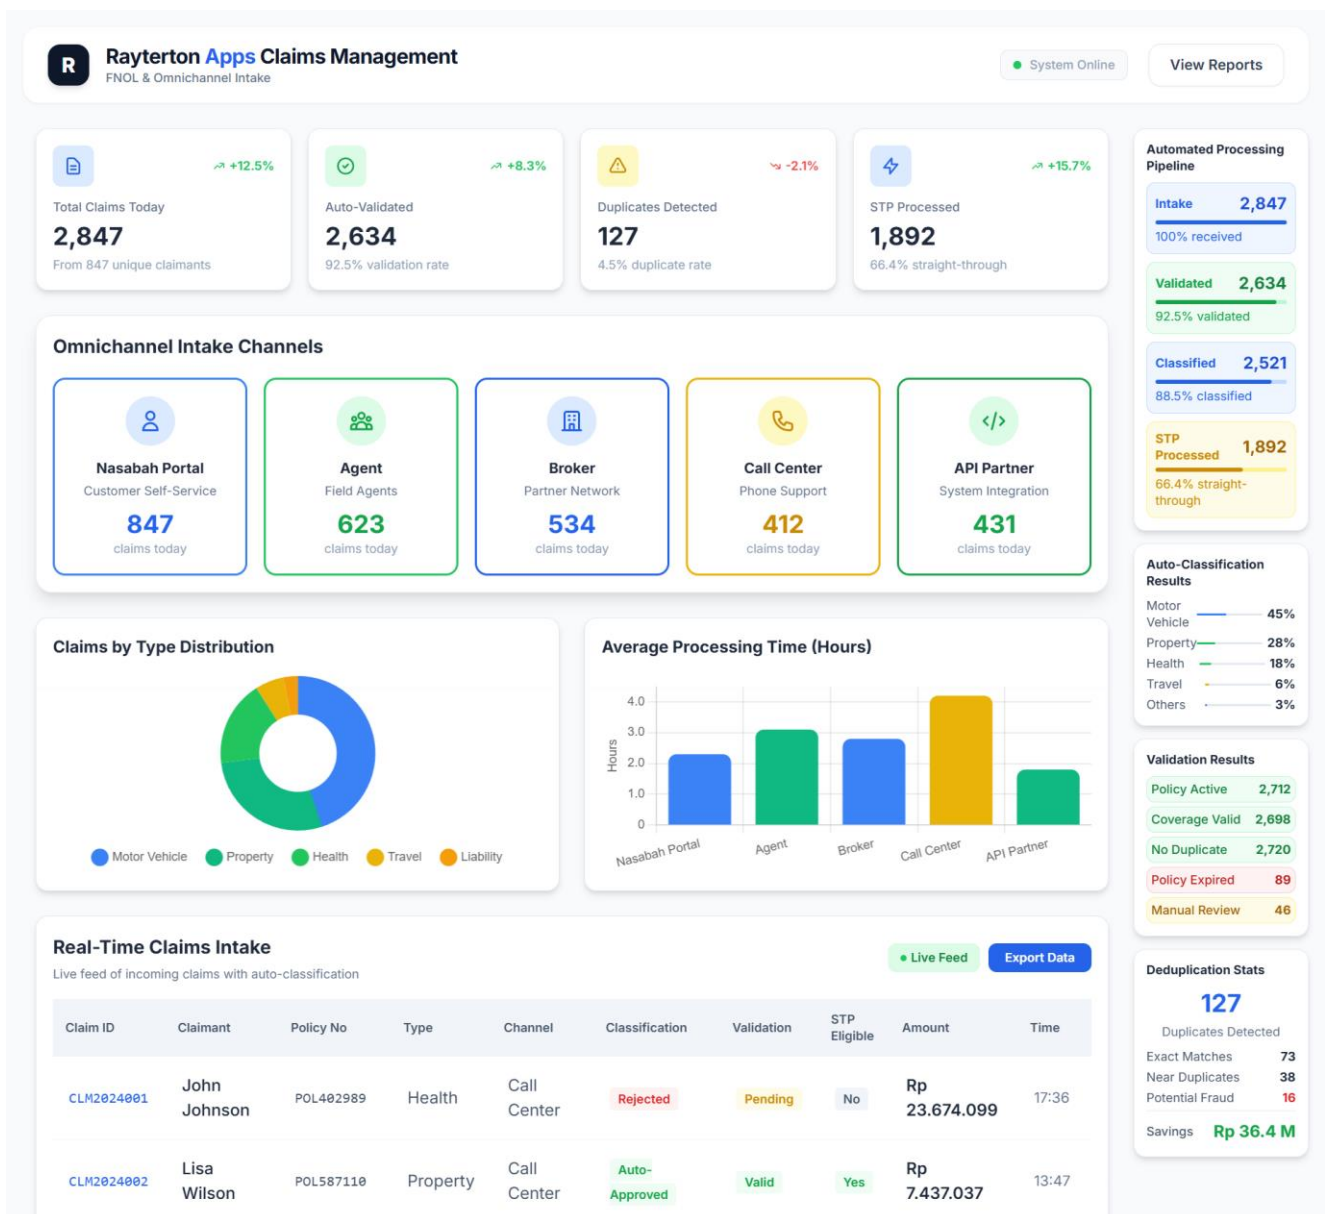 R
Rayterton Apps Claims Management
FNOL & Omnichannel Intake
System Online
View Reports
+12.5%
Total Claims Today
2,847
From 847 unique claimants
+8.3%
Auto-Validated
2,634
92.5% validation rate
-2.1%
Duplicates Detected
127
4.5% duplicate rate
+15.7%
STP Processed
1,892
66.4% straight-through
Omnichannel Intake Channels
Nasabah Portal
Customer Self-Service
847
claims today
Agent
Field Agents
623
claims today
Broker
Partner Network
534
claims today
Call Center
Phone Support
412
claims today
</>
API Partner
System Integration
431
claims today
Claims by Type Distribution
Motor Vehicle
Property
Health
Travel
Liability
Average Processing Time (Hours)
Hours
4.0
3.0
2.0
1.0
0
Nasabah Portal
Agent
Broker
Call Center
API Partner
Real-Time Claims Intake
Live feed of incoming claims with auto-classification
Live Feed
Export Data
Claim ID
Claimant
Policy No
Type
Channel
Classification
Validation
STP
Eligible
Amount
Time
CLM2024001
John
Johnson
POL402989
Health
Call
Center
Rejected
Pending
No
Rp
23.674.099
17:36
CLM2024002
Lisa
Wilson
POL587110
Property
Call
Center
Auto-
Approved
Valid
Yes
Rp
7.437.037
13:47
Automated Processing
Pipeline
Intake 2,847
100% received
Validated 2,634
92.5% validated
Classified 2,521
88.5% classified
STP
Processed 1,892
66.4% straight-
through
Auto-Classification
Results
Motor
Vehicle 45%
Property 28%
Health 18%
Travel 6%
Others 3%
Validation Results
Policy Active 2,712
Coverage Valid 2,698
No Duplicate 2,720
Policy Expired 89
Manual Review 46
Deduplication Stats
127
Duplicates Detected
Exact Matches 73
Near Duplicates 38
Potential Fraud 16
Savings Rp 36.4 M